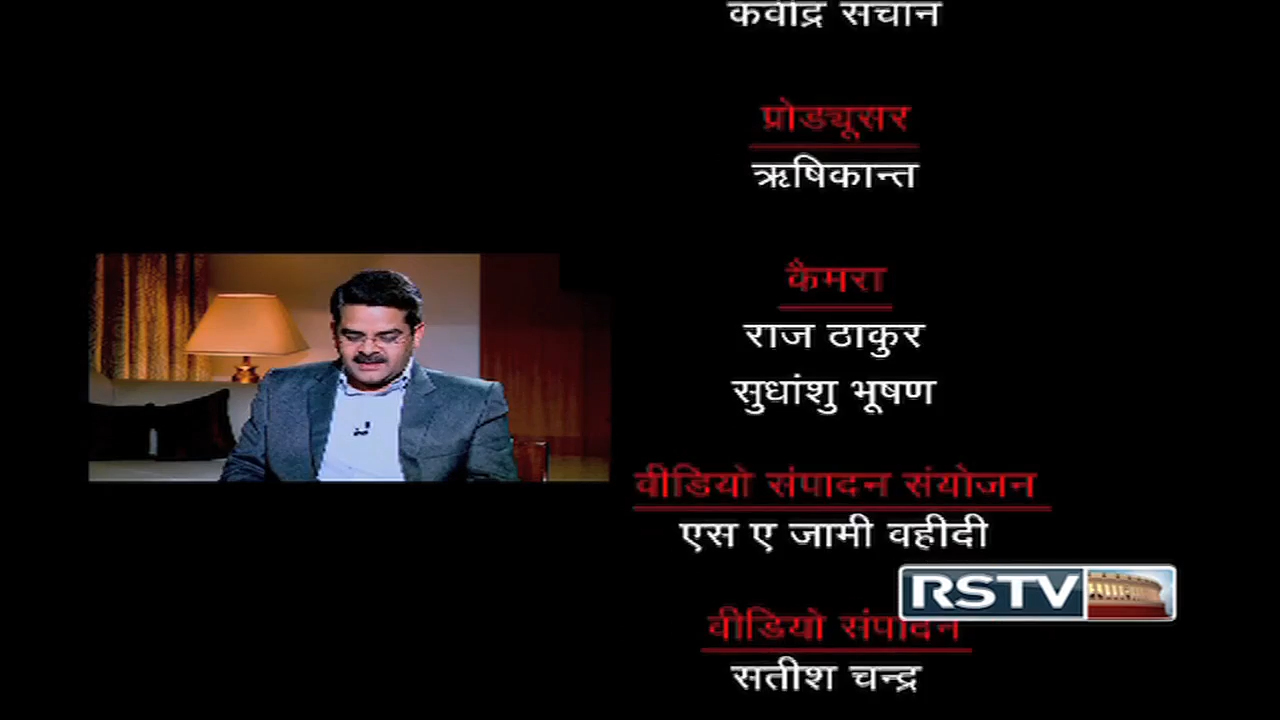 कवींद्र सचान
प्रोड्यूसर
ऋषिकान्त
कैमरा
राज ठाकुर
सुधांशु भूषण
वीडियो संपादन संयोजन
एस ए जामी वहीदी
RSTV
वीडियो संपादन
सतीश चन्द्र